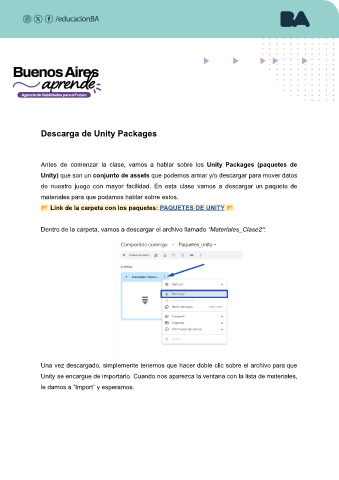 /educacionBA
BA
Buenos Aires
aprende
Agencia de Habilidades para el Futuro
Descarga de Unity Packages
Antes de comenzar la clase, vamos a hablar sobre los Unity Packages (paquetes de
Unity) que son un conjunto de assets que podemos armar y/o descargar para mover datos
de nuestro juego con mayor facilidad. En esta clase vamos a descargar un paquete de
materiales para que podamos hablar sobre estos.
📂 Link de la carpeta con los paquetes: PAQUETES DE UNITY 📂
Dentro de la carpeta, vamos a descargar el archivo llamado "Materiales_Clase2":
Compartido conmigo > Paquetes_Unity
Descargar
Compartir
Organizar
Una vez descargado, simplemente tenemos que hacer doble clic sobre el archivo para que
Unity se encargue de importarlo. Cuando nos aparezca la ventana con la lista de materiales,
le damos a "Import" y esperamos.